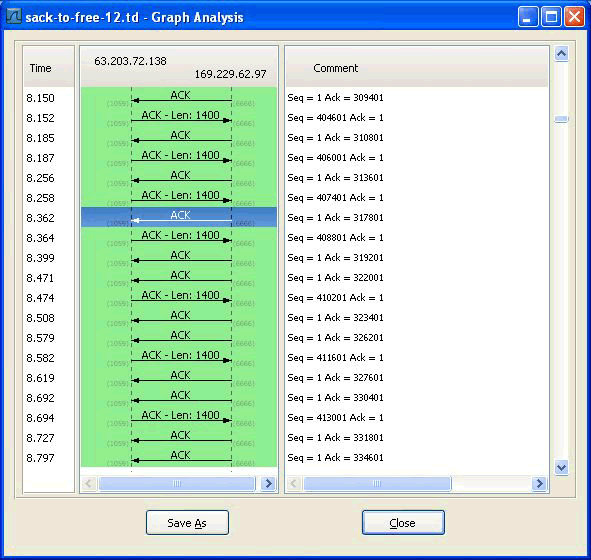 sack-to-free-12.td - Graph Analysis
Time 63.203.72.138 169.229.62.97 Comment
8.150 ACK (1059) (6666) Seq = 1 Ack = 309401
8.152 ACK - Len: 1400 (1059) (6666) Seq = 404601 Ack = 1
8.185 ACK (1059) (6666) Seq = 1 Ack = 310801
8.187 ACK - Len: 1400 (1059) (6666) Seq = 406001 Ack = 1
8.256 ACK (1059) (6666) Seq = 1 Ack = 313601
8.258 ACK - Len: 1400 (1059) (6666) Seq = 407401 Ack = 1
8.362 ACK (1059) (6666) Seq = 1 Ack = 317801
8.364 ACK - Len: 1400 (1059) (6666) Seq = 408801 Ack = 1
8.399 ACK (1059) (6666) Seq = 1 Ack = 319201
8.471 ACK (1059) (6666) Seq = 1 Ack = 322001
8.474 ACK - Len: 1400 (1059) (6666) Seq = 410201 Ack = 1
8.508 ACK (1059) (6666) Seq = 1 Ack = 323401
8.579 ACK (1059) (6666) Seq = 1 Ack = 326201
8.582 ACK - Len: 1400 (1059) (6666) Seq = 411601 Ack = 1
8.619 ACK (1059) (6666) Seq = 1 Ack = 327601
8.692 ACK (1059) (6666) Seq = 1 Ack = 330401
8.694 ACK - Len: 1400 (1059) (6666) Seq = 413001 Ack = 1
8.727 ACK (1059) (6666) Seq = 1 Ack = 331801
8.797 ACK (1059) (6666) Seq = 1 Ack = 334601
Save As Close